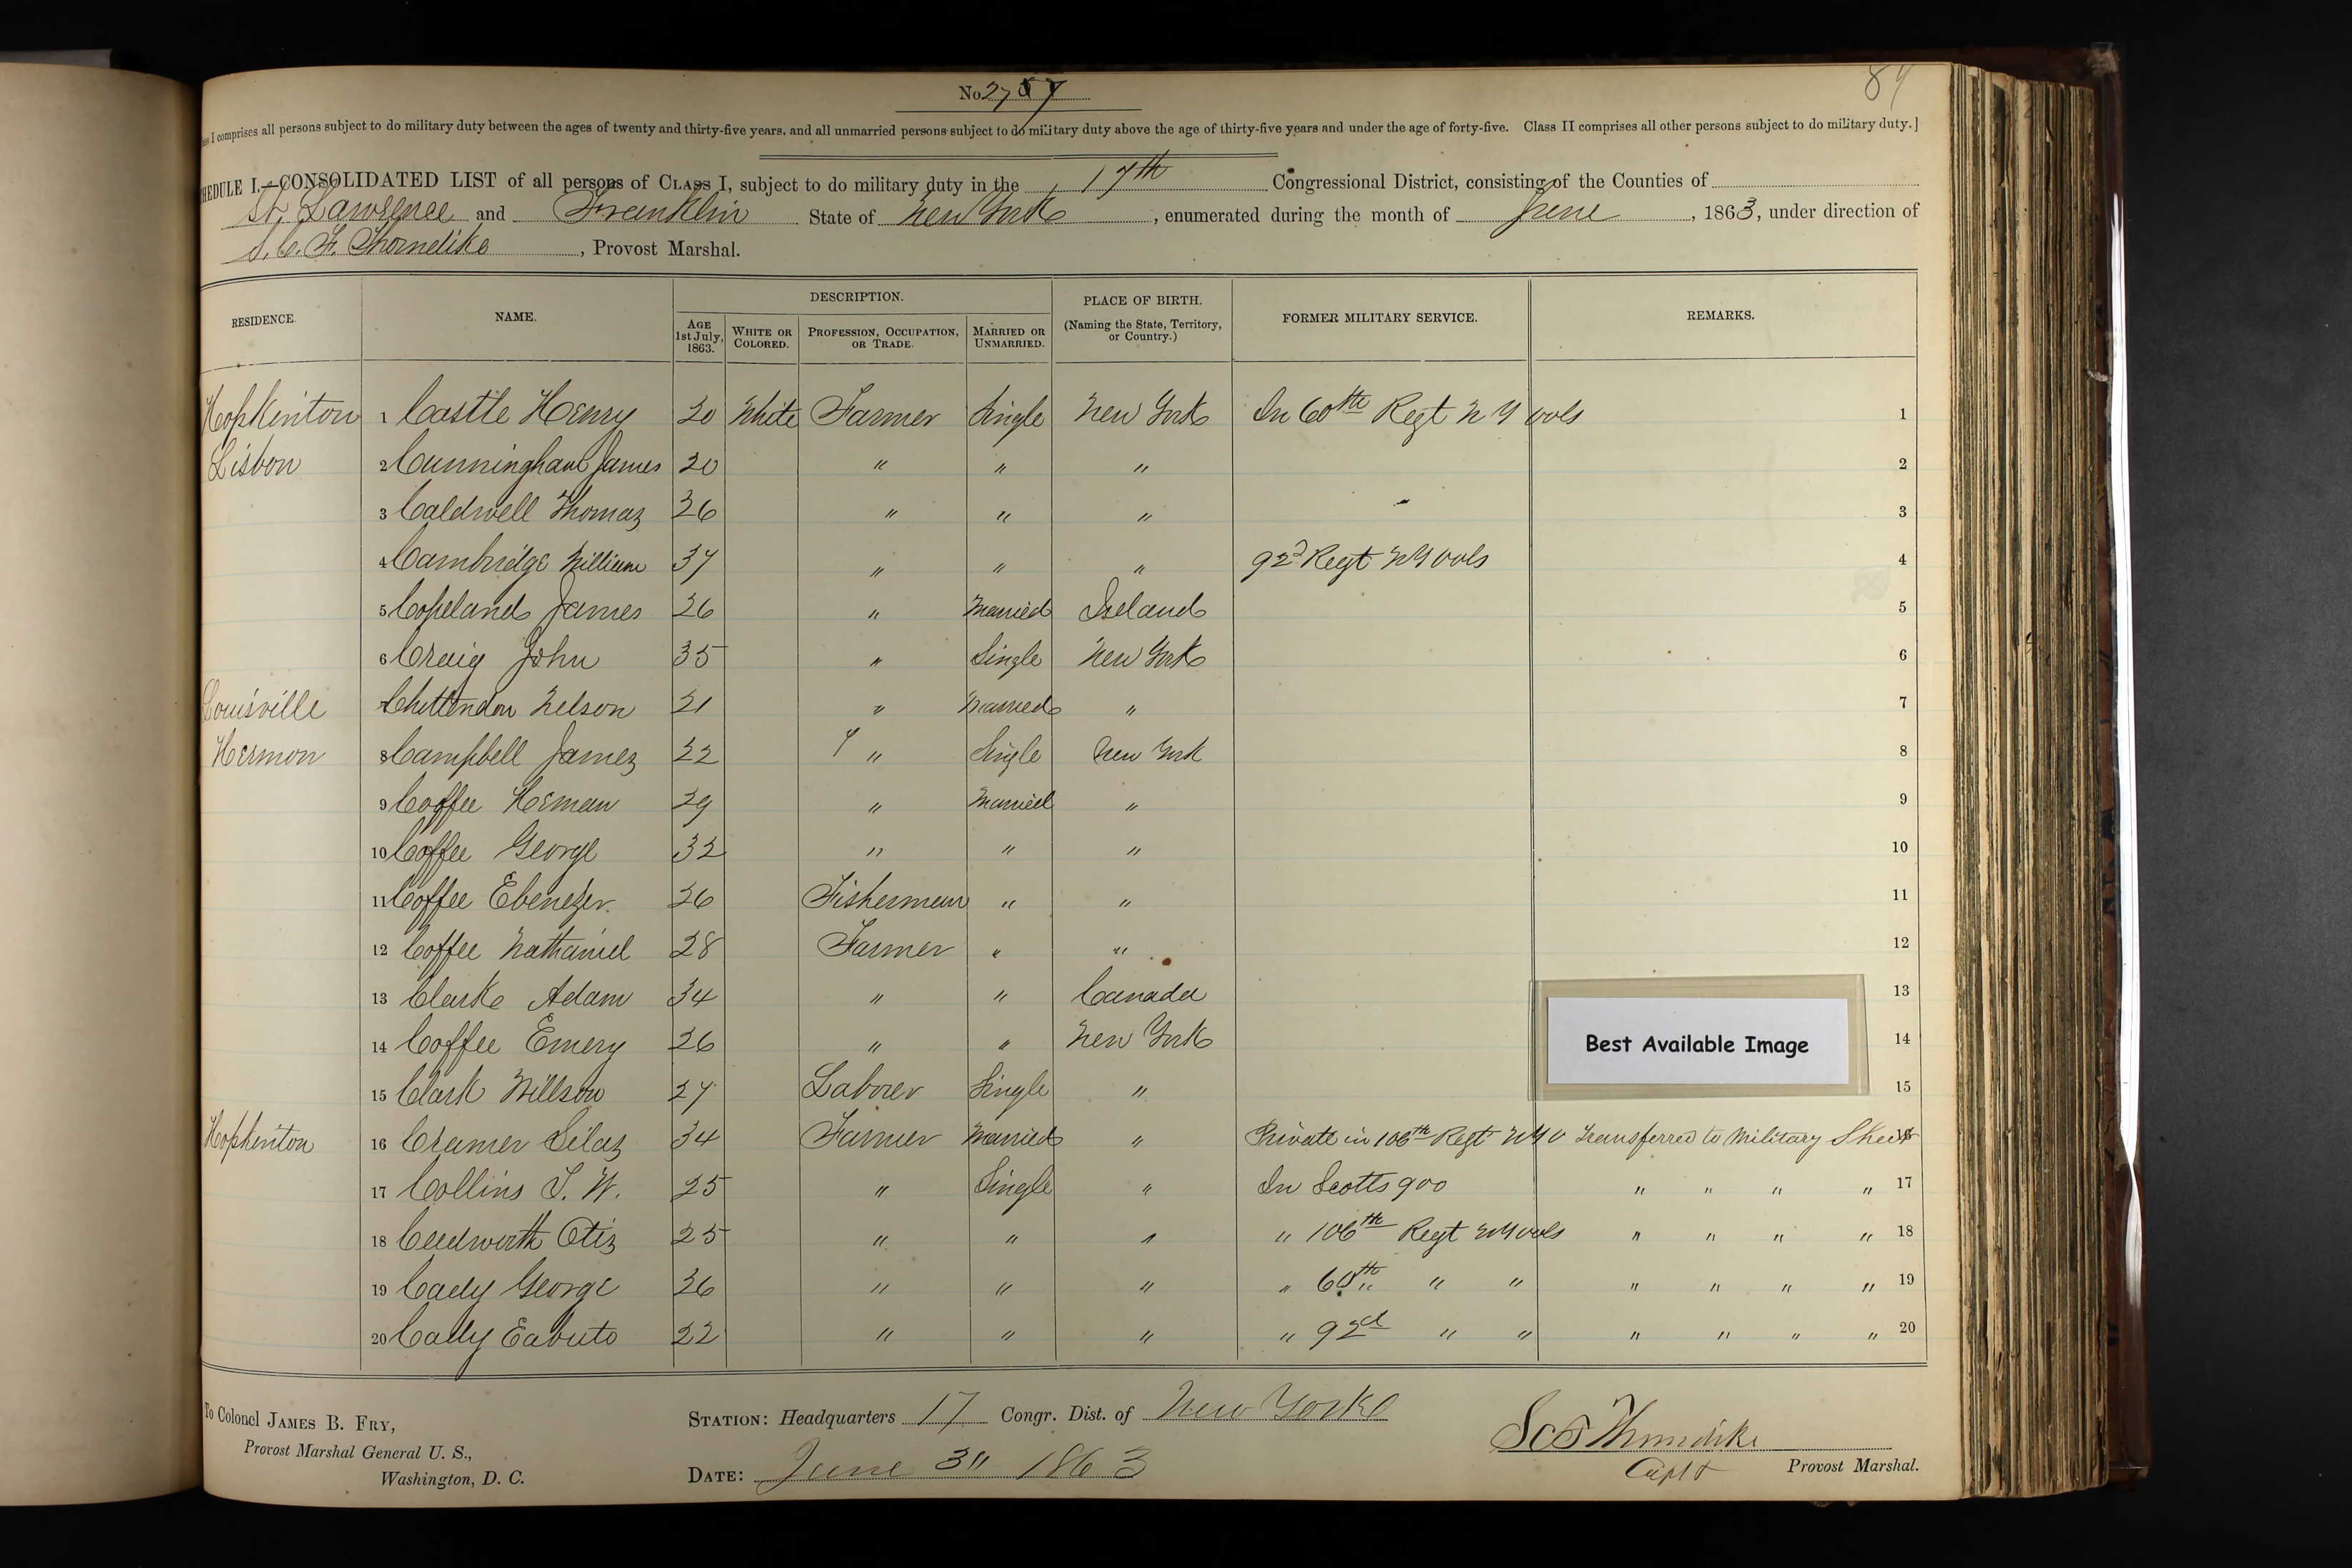 84
No 2757
Class I comprises all persons subject to do military duty between the ages of twenty and thirty-five years, and all unmarried persons subject to do military duty above the age of thirty-five years and under the age of forty-five. Class II comprises all other persons subject to do military duty.]
HEDULE I.—CONSOLIDATED LIST of all persons of CLASS I, subject to do military duty in the 17th Congressional District, consisting of the Counties of
St. Lawrence and Franklin State of New York, enumerated during the month of June, 1863, under direction of
S. C. F. Thorndike, Provost Marshal.
RESIDENCE. NAME. DESCRIPTION. PLACE OF BIRTH. (Naming the State, Territory, or Country.) FORMER MILITARY SERVICE. REMARKS.
AGE 1st July, 1863. WHITE OR COLORED. PROFESSION, OCCUPATION, OR TRADE. MARRIED OR UNMARRIED.
Hopkinton 1 Castle Henry 20 White Farmer Single New York In 60th Regt N Y vols 1
Lisbon 2 Cunningham James 20 " " " 2
3 Caldwell Thomas 26 " " " 3
4 Cambridge William 37 " " " 92d Regt NY vols 4
5 Copeland James 26 " Married Ireland 5
6 Craig John 35 " Single New York 6
Louisville 7 Chittendon Nelson 21 " Married " 7
Hermon 8 Campbell James 22 " Single New York 8
9 Coffee Heman 29 " Married " 9
10 Coffee George 32 " " " 10
11 Coffee Ebenezer. 26 Fisherman " " 11
12 Coffee Nathaniel 28 Farmer " " 12
13 Clarke Adam 34 " " Canada 13
14 Coffee Emery 26 " " New York 14
Best Available Image
15 Clark Willson 27 Laborer Single " 15
Hopkinton 16 Cramer Silas 34 Farmer Married " Private in 106th Regt NY V Transferred to Military Sheet 16
17 Collins S. W. 25 " Single " In Scotts 900 " " " " 17
18 Cudworth Otis 25 " " " " 106th Regt NY vols " " " " 18
19 Cady George 26 " " " " 60th " " " " " " 19
20 Cady 22 " " " " 92d " " " " " " 20
To Colonel JAMES B. FRY,
Provost Marshal General U. S.,
Washington, D. C.
STATION: Headquarters 17 Congr. Dist. of New York
DATE: June 3" 1863
S C F Thorndike
Capt & Provost Marshal.